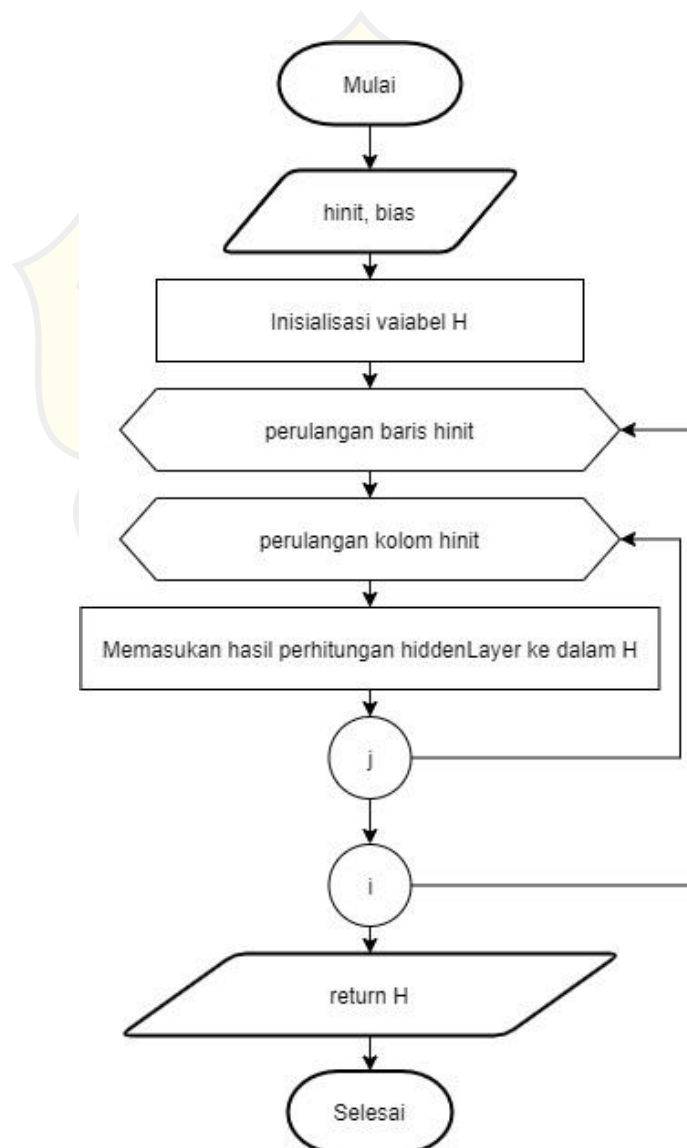 Mulai
hinit, bias
Inisialisasi vaiabel H
perulangan baris hinit
perulangan kolom hinit
Memasukan hasil perhitungan hiddenLayer ke dalam H
j
i
return H
Selesai